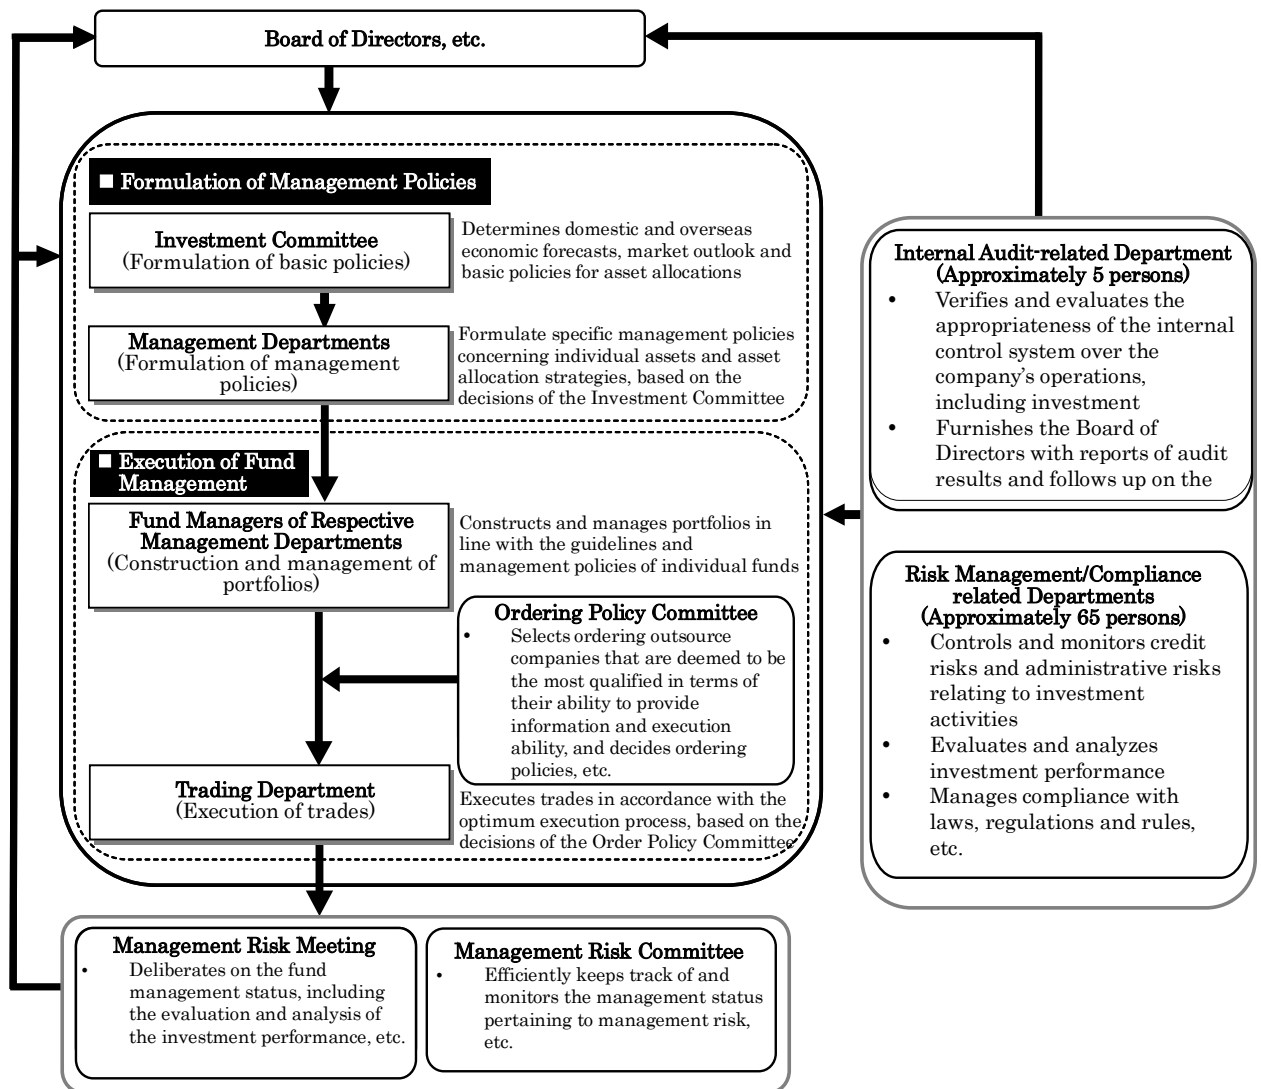 Board of Directors, etc.
■ Formulation of Management Policies
Investment Committee
(Formulation of basic policies)
Determines domestic and overseas
economic forecasts, market outlook and
basic policies for asset allocations
Management Departments
(Formulation of management
policies)
Formulate specific management policies
concerning individual assets and asset
allocation strategies, based on the
decisions of the Investment Committee
■ Execution of Fund
Management
Fund Managers of Respective
Management Departments
(Construction and management of
portfolios)
Constructs and manages portfolios in
line with the guidelines and
management policies of individual funds
Ordering Policy Committee
• Selects ordering outsource
companies that are deemed to be
the most qualified in terms of
their ability to provide
information and execution
ability, and decides ordering
policies, etc.
Trading Department
(Execution of trades)
Executes trades in accordance with the
optimum execution process, based on the
decisions of the Order Policy Committee
Management Risk Meeting
• Deliberates on the fund
management status, including
the evaluation and analysis of
the investment performance, etc.
Management Risk Committee
• Efficiently keeps track of and
monitors the management status
pertaining to management risk,
etc.
Internal Audit-related Department
(Approximately 5 persons)
• Verifies and evaluates the
appropriateness of the internal
control system over the
company's operations,
including investment
• Furnishes the Board of
Directors with reports of audit
results and follows up on the
Risk Management/Compliance
related Departments
(Approximately 65 persons)
• Controls and monitors credit
risks and administrative risks
relating to investment
activities
• Evaluates and analyzes
investment performance
• Manages compliance with
laws, regulations and rules,
etc.